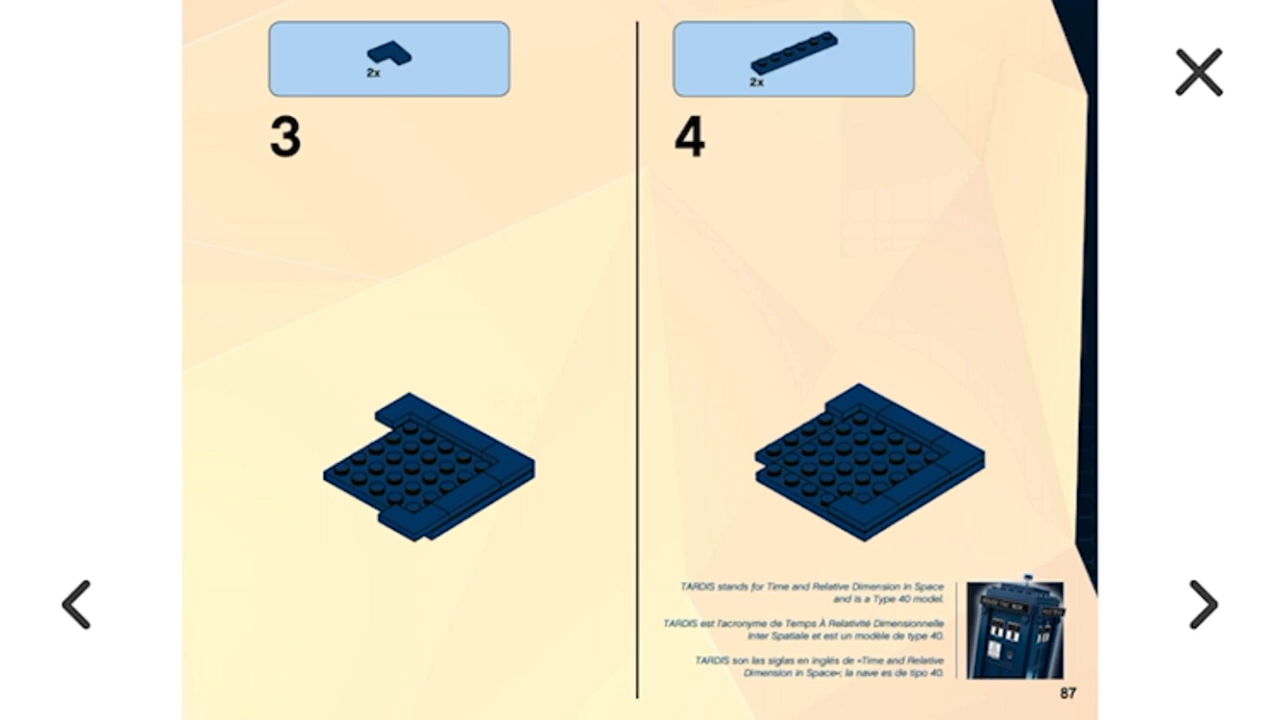 2x
3
2x
4
TARDIS stands for Time and Relative Dimension in Space
and is a Type 40 model.
TARDIS est l'acronyme de Temps À Relativité Dimensionnelle
Inter Spatiale et est un modèle de type 40.
TARDIS son las siglas en inglés de «Time and Relative
Dimension in Space»; la nave es de tipo 40.
87